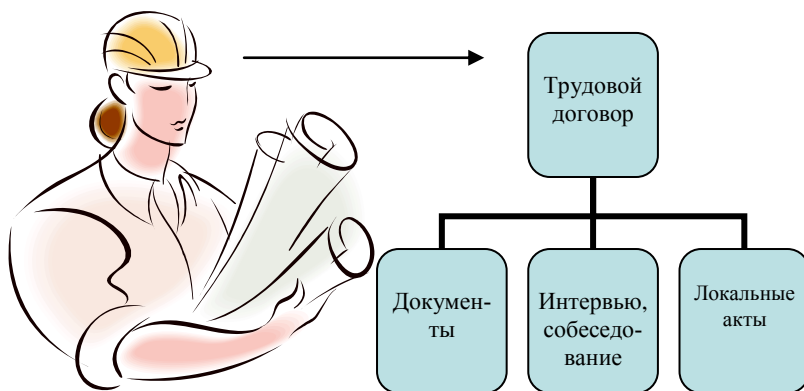 Трудовой
договор
Докумен-
ты
Интервью,
собеседо-
вание
Локальные
акты